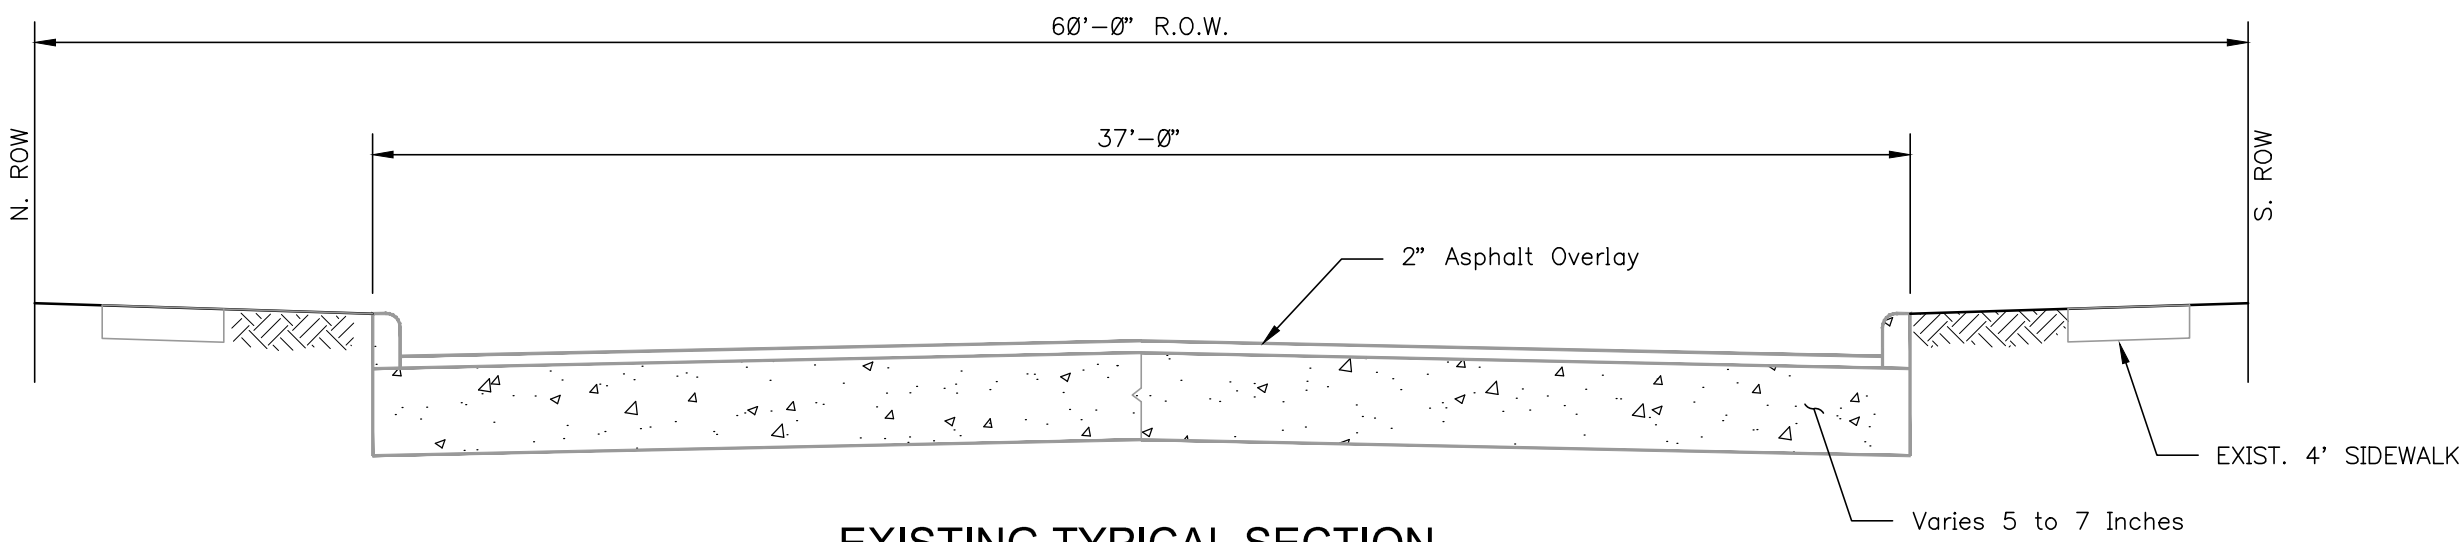 60'-0" R.O.W.
37'-0"
N. ROW
S. ROW
2" Asphalt Overlay
EXIST. 4' SIDEWALK
Varies 5 to 7 Inches
EXISTING TYPICAL SECTION